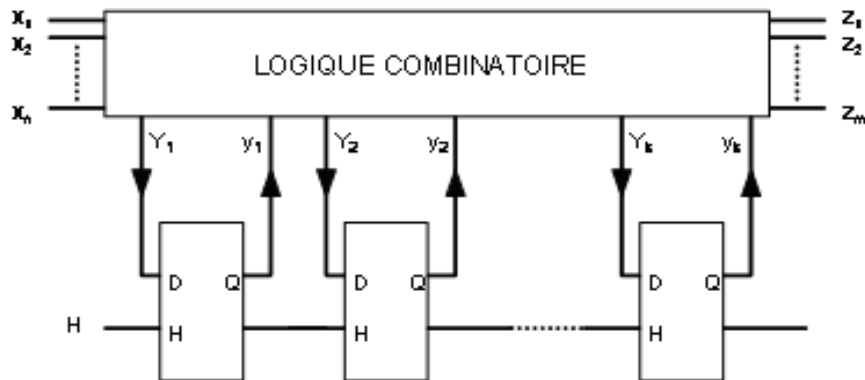 X₁
Z₁
X₂
Z₂
LOGIQUE COMBINATOIRE
Xₙ
Zₘ
Y₁ y₁ Y₂ y₂ Yₖ yₖ
D Q D Q D Q
H H H H